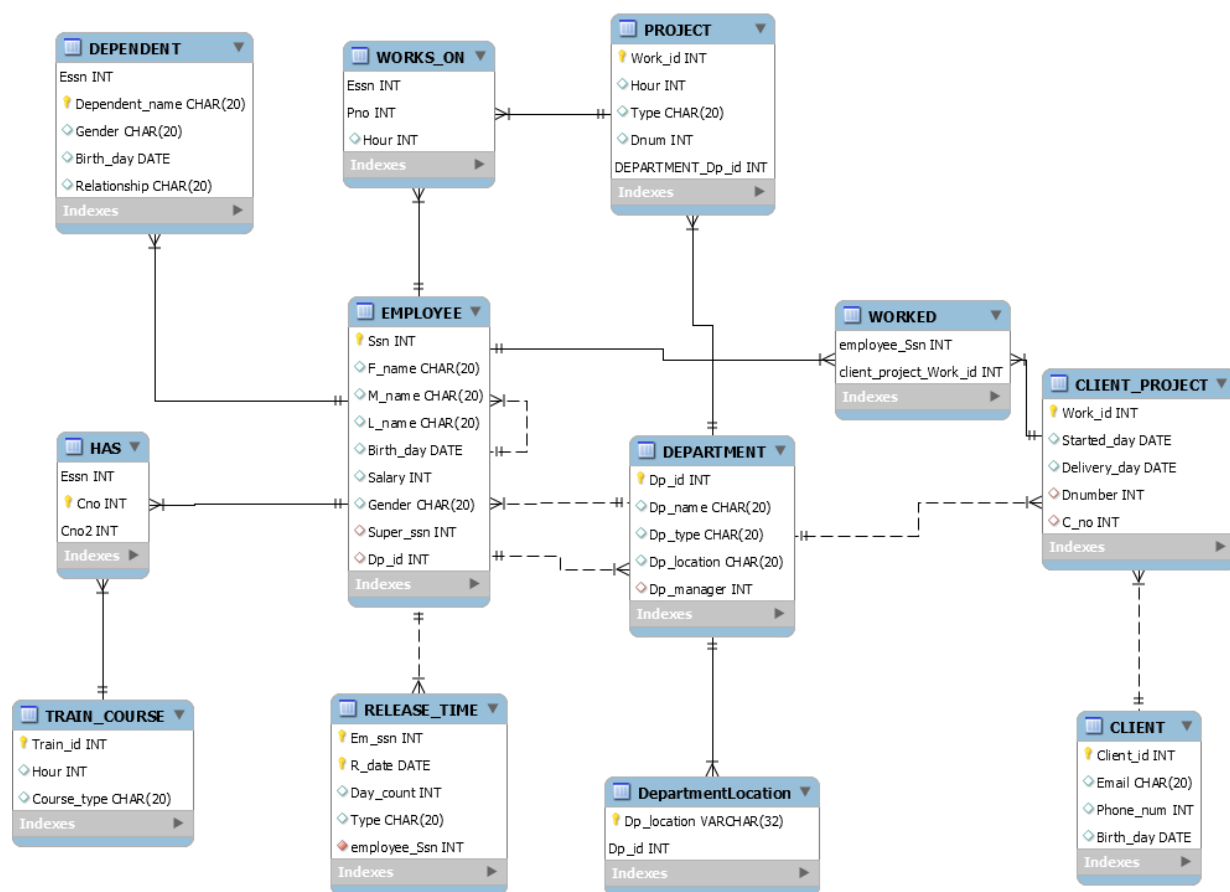 DEPENDENT
Essn INT
Dependent_name CHAR(20)
Gender CHAR(20)
Birth_day DATE
Relationship CHAR(20)
Indexes
WORKS_ON
Essn INT
Pno INT
Hour INT
Indexes
PROJECT
Work_id INT
Hour INT
Type CHAR(20)
Dnum INT
DEPARTMENT_Dp_id INT
Indexes
EMPLOYEE
Ssn INT
F_name CHAR(20)
M_name CHAR(20)
L_name CHAR(20)
Birth_day DATE
Salary INT
Gender CHAR(20)
Super_ssn INT
Dp_id INT
Indexes
WORKED
employee_Ssn INT
client_project_Work_id INT
Indexes
CLIENT_PROJECT
Work_id INT
Started_day DATE
Delivery_day DATE
Dnumber INT
C_no INT
Indexes
HAS
Essn INT
Cno INT
Cno2 INT
Indexes
DEPARTMENT
Dp_id INT
Dp_name CHAR(20)
Dp_type CHAR(20)
Dp_location CHAR(20)
Dp_manager INT
Indexes
TRAIN_COURSE
Train_id INT
Hour INT
Course_type CHAR(20)
Indexes
RELEASE_TIME
Em_ssn INT
R_date DATE
Day_count INT
Type CHAR(20)
employee_Ssn INT
Indexes
DepartmentLocation
Dp_location VARCHAR(32)
Dp_id INT
Indexes
CLIENT
Client_id INT
Email CHAR(20)
Phone_num INT
Birth_day DATE
Indexes